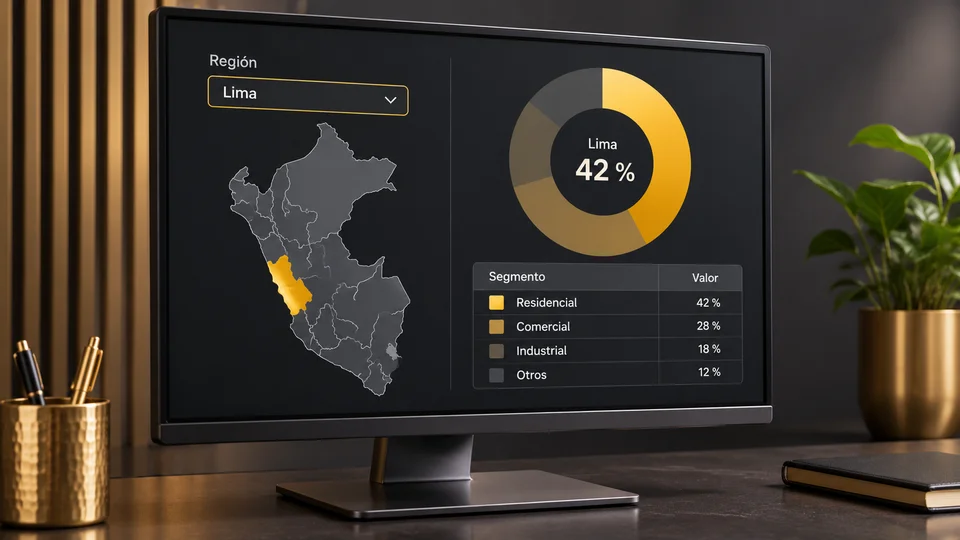 Región
Lima
Lima
42 %
Segmento Valor
Residencial 42 %
Comercial 28 %
Industrial 18 %
Otros 12 %